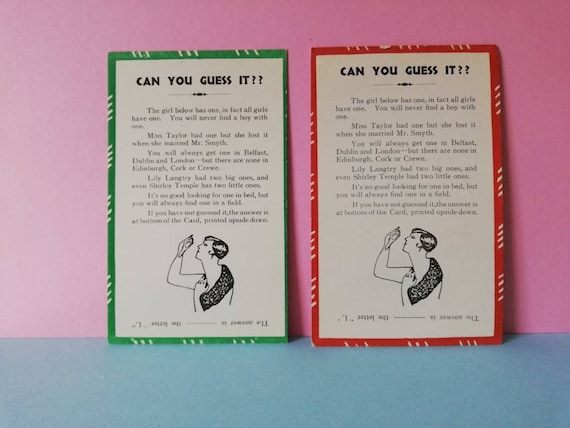 CAN YOU GUESS IT??
The girl below has one, in fact all girls
have one. You will never find a boy with
one.
Miss Taylor had one but she lost it
when she married Mr. Smyth.
You will always get one in Belfast,
Dublin and London—but there are none in
Edinburgh, Cork or Crewe.
Lily Langtry had two big ones, and
even Shirley Temple has two little ones.
It's no good looking for one in bed, but
you will always find one in a field.
If you have not guessed it, the answer is
at bottom of the Card, printed upside down.
The answer is —— the letter "L"
CAN YOU GUESS IT??
The girl below has one, in fact all girls
have one. You will never find a boy with
one.
Miss Taylor had one but she lost it
when she married Mr. Smyth.
You will always get one in Belfast,
Dublin and London—but there are none in
Edinburgh, Cork or Crewe.
Lily Langtry had two big ones, and
even Shirley Temple has two little ones.
It's no good looking for one in bed, but
you will always find one in a field.
If you have not guessed it, the answer is
at bottom of the Card, printed upside down.
The answer is —— the letter "L"